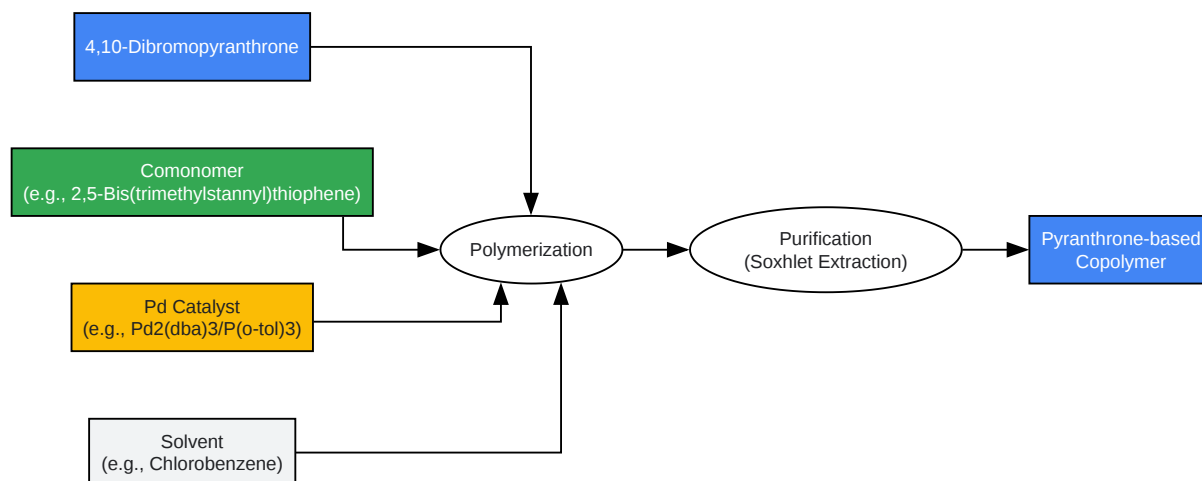 4,10-Dibromopyranthrone
Comonomer
(e.g., 2,5-Bis(trimethylstannyl)thiophene)
Polymerization
Purification
(Soxhlet Extraction)
Pyranthrone-based
Copolymer
Pd Catalyst
(e.g., Pd2(dba)3/P(o-tol)3)
Solvent
(e.g., Chlorobenzene)